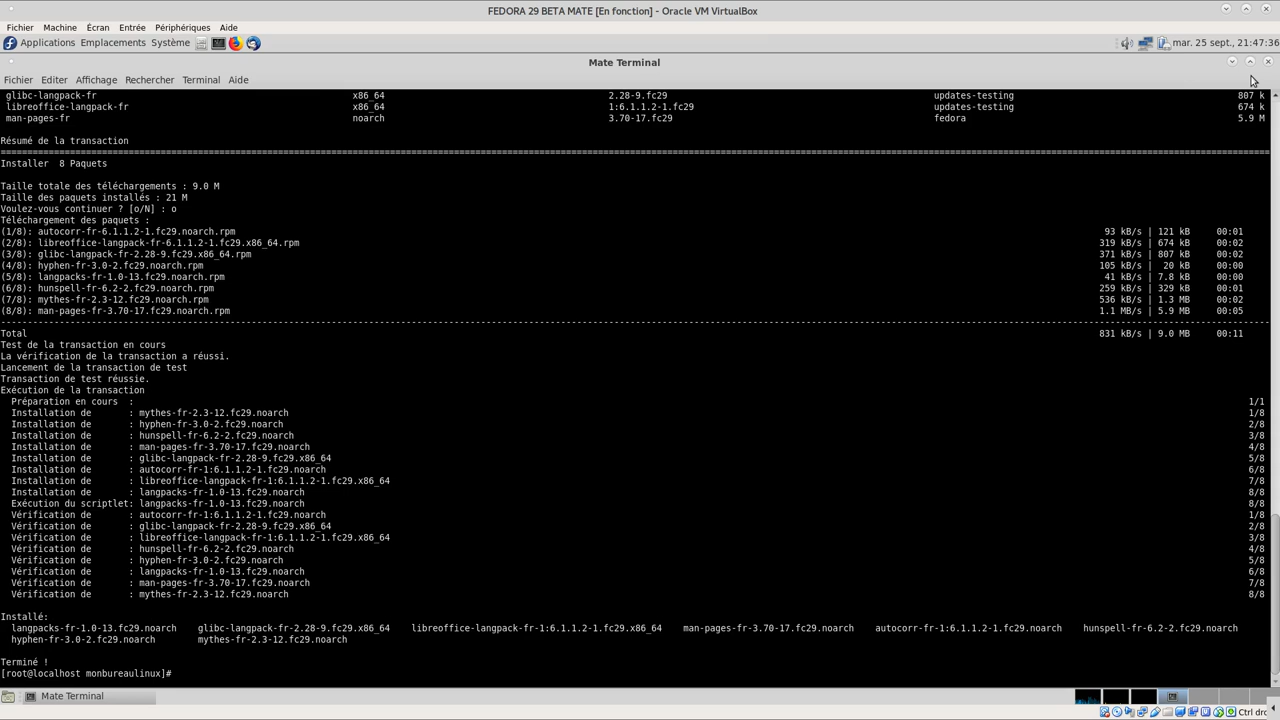 FEDORA 29 BETA MATE [En fonction] - Oracle VM VirtualBox
Fichier Machine Écran Entrée Périphériques Aide
Applications Emplacements Système mar. 25 sept., 21:47:36
Mate Terminal
Fichier Editer Affichage Rechercher Terminal Aide
glibc-langpack-fr x86_64 2.28-9.fc29 updates-testing 807 k
libreoffice-langpack-fr x86_64 1:6.1.1.2-1.fc29 updates-testing 674 k
man-pages-fr noarch 3.70-17.fc29 fedora 5.9 M
Résumé de la transaction
Installer 8 Paquets
Taille totale des téléchargements : 9.0 M
Taille des paquets installés : 21 M
Voulez-vous continuer ? [o/N] : o
Téléchargement des paquets :
(1/8): autocorr-fr-6.1.1.2-1.fc29.noarch.rpm 93 kB/s | 121 kB 00:01
(2/8): libreoffice-langpack-fr-6.1.1.2-1.fc29.x86_64.rpm 319 kB/s | 674 kB 00:02
(3/8): glibc-langpack-fr-2.28-9.fc29.x86_64.rpm 371 kB/s | 807 kB 00:02
(4/8): hyphen-fr-3.0-2.fc29.noarch.rpm 105 kB/s | 20 kB 00:00
(5/8): langpacks-fr-1.0-13.fc29.noarch.rpm 41 kB/s | 7.8 kB 00:00
(6/8): hunspell-fr-6.2-2.fc29.noarch.rpm 259 kB/s | 329 kB 00:01
(7/8): mythes-fr-2.3-12.fc29.noarch.rpm 536 kB/s | 1.3 MB 00:02
(8/8): man-pages-fr-3.70-17.fc29.noarch.rpm 1.1 MB/s | 5.9 MB 00:05
Total 831 kB/s | 9.0 MB 00:11
Test de la transaction en cours
La vérification de la transaction a réussi.
Lancement de la transaction de test
Transaction de test réussie.
Exécution de la transaction
Préparation en cours : 1/1
Installation de : mythes-fr-2.3-12.fc29.noarch 1/8
Installation de : hyphen-fr-3.0-2.fc29.noarch 2/8
Installation de : hunspell-fr-6.2-2.fc29.noarch 3/8
Installation de : man-pages-fr-3.70-17.fc29.noarch 4/8
Installation de : glibc-langpack-fr-2.28-9.fc29.x86_64 5/8
Installation de : autocorr-fr-1:6.1.1.2-1.fc29.noarch 6/8
Installation de : libreoffice-langpack-fr-1:6.1.1.2-1.fc29.x86_64 7/8
Installation de : langpacks-fr-1.0-13.fc29.noarch 8/8
Exécution du scriptlet: langpacks-fr-1.0-13.fc29.noarch 8/8
Vérification de : autocorr-fr-1:6.1.1.2-1.fc29.noarch 1/8
Vérification de : glibc-langpack-fr-2.28-9.fc29.x86_64 2/8
Vérification de : libreoffice-langpack-fr-1:6.1.1.2-1.fc29.x86_64 3/8
Vérification de : hunspell-fr-6.2-2.fc29.noarch 4/8
Vérification de : hyphen-fr-3.0-2.fc29.noarch 5/8
Vérification de : langpacks-fr-1.0-13.fc29.noarch 6/8
Vérification de : man-pages-fr-3.70-17.fc29.noarch 7/8
Vérification de : mythes-fr-2.3-12.fc29.noarch 8/8
Installé:
langpacks-fr-1.0-13.fc29.noarch glibc-langpack-fr-2.28-9.fc29.x86_64 libreoffice-langpack-fr-1:6.1.1.2-1.fc29.x86_64 man-pages-fr-3.70-17.fc29.noarch autocorr-fr-1:6.1.1.2-1.fc29.noarch hunspell-fr-6.2-2.fc29.noarch
hyphen-fr-3.0-2.fc29.noarch mythes-fr-2.3-12.fc29.noarch
Terminé !
[root@localhost monbureaulinux]#
Mate Terminal
Ctrl dro